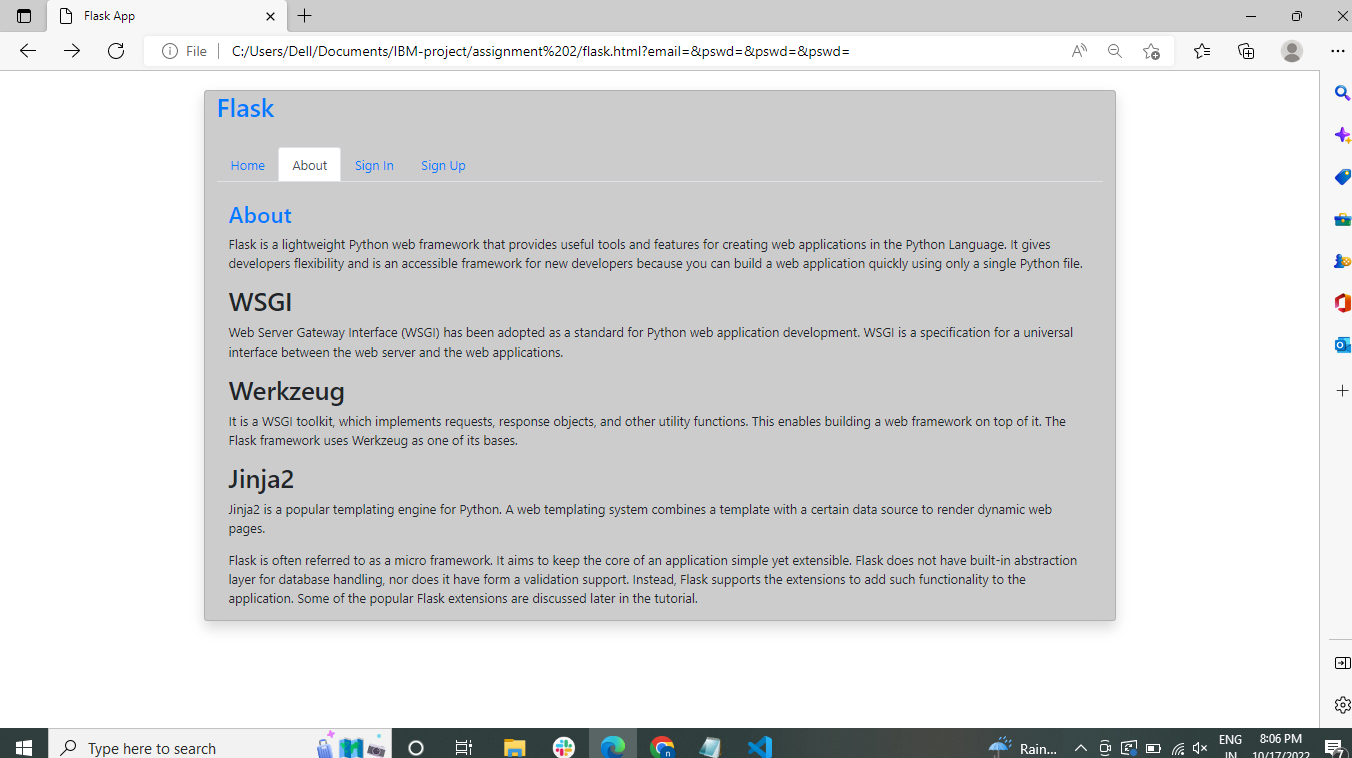 Flask App
File
C:/Users/Dell/Documents/IBM-project/assignment%202/flask.html?email=&pswd=&pswd=&pswd=
Flask
Home About Sign In Sign Up
About
Flask is a lightweight Python web framework that provides useful tools and features for creating web applications in the Python Language. It gives
developers flexibility and is an accessible framework for new developers because you can build a web application quickly using only a single Python file.
WSGI
Web Server Gateway Interface (WSGI) has been adopted as a standard for Python web application development. WSGI is a specification for a universal
interface between the web server and the web applications.
Werkzeug
It is a WSGI toolkit, which implements requests, response objects, and other utility functions. This enables building a web framework on top of it. The
Flask framework uses Werkzeug as one of its bases.
Jinja2
Jinja2 is a popular templating engine for Python. A web templating system combines a template with a certain data source to render dynamic web
pages.
Flask is often referred to as a micro framework. It aims to keep the core of an application simple yet extensible. Flask does not have built-in abstraction
layer for database handling, nor does it have form a validation support. Instead, Flask supports the extensions to add such functionality to the
application. Some of the popular Flask extensions are discussed later in the tutorial.
Type here to search
Rain...
ENG
IN
8:06 PM
10/17/2022
7